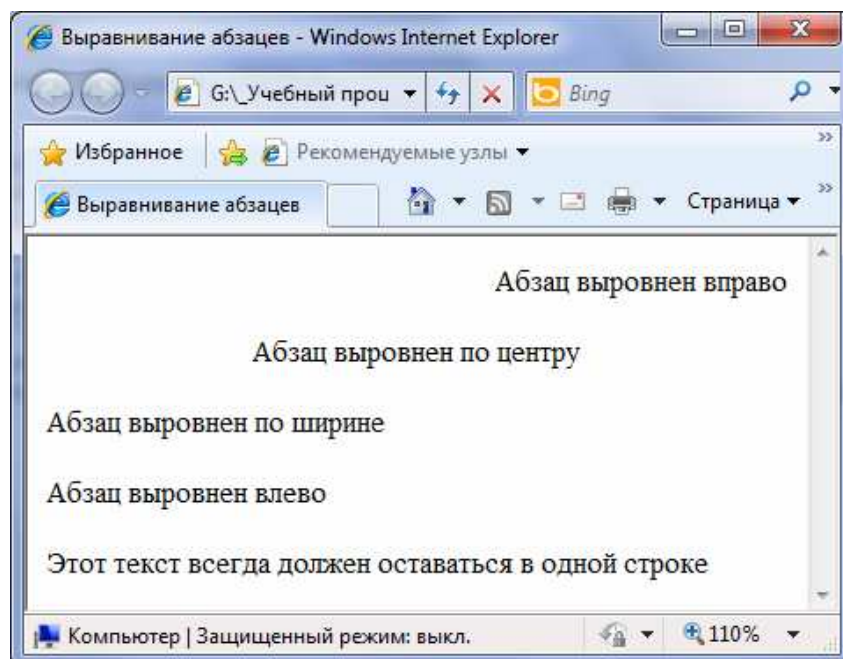 Выравнивание абзацев - Windows Internet Explorer
G:\_Учебный проц
Bing
Избранное
Рекомендуемые узлы
Выравнивание абзацев
Страница
Абзац выровнен вправо
Абзац выровнен по центру
Абзац выровнен по ширине
Абзац выровнен влево
Этот текст всегда должен оставаться в одной строке
Компьютер | Защищенный режим: выкл.
110%